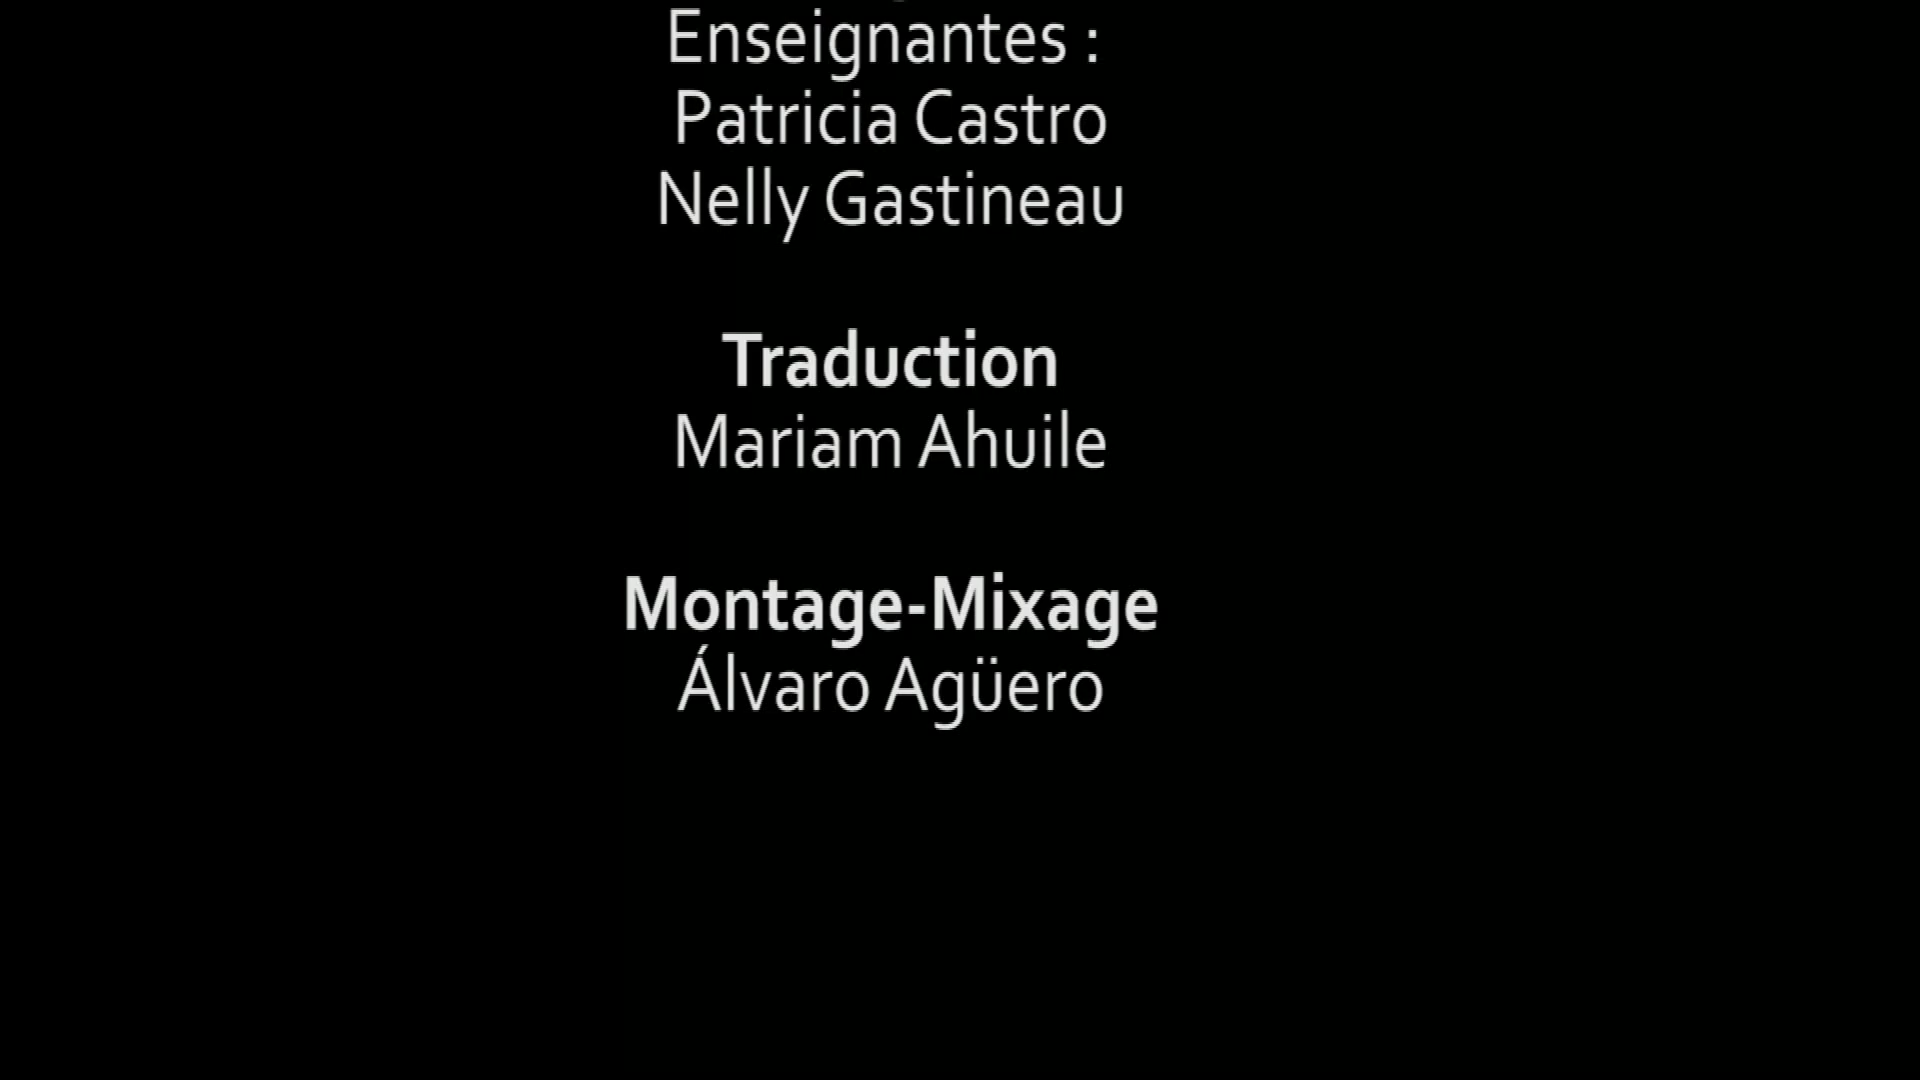 Enseignantes :
Patricia Castro
Nelly Gastineau
Traduction
Mariam Ahuile
Montage-Mixage
Álvaro Agüero